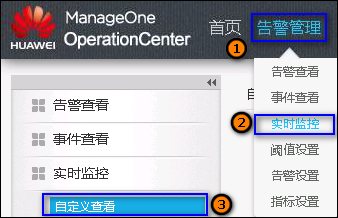 ManageOne
OperationCenter
HUAWEI
首页
告警管理
1
告警查看
事件查看
2
实时监控
阈值设置
告警设置
指标设置
告警查看
事件查看
实时监控
自定义查看
3